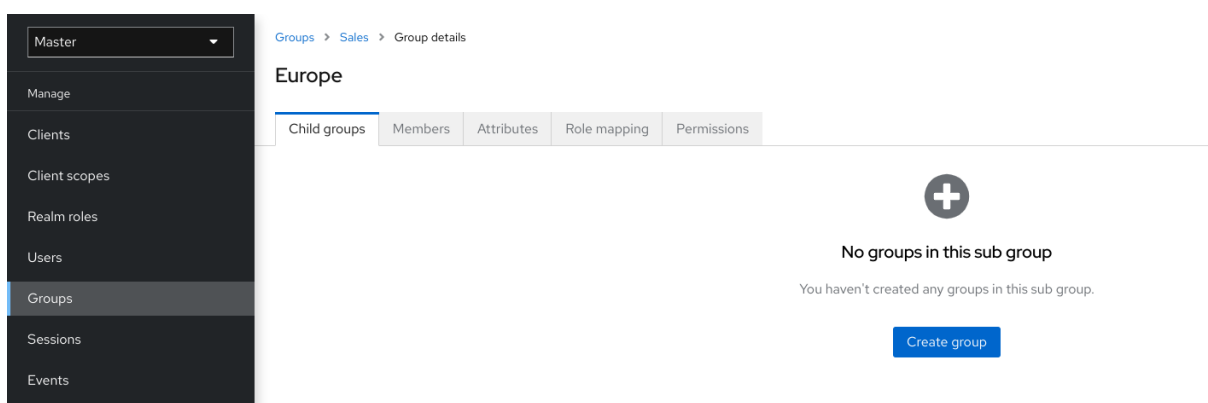 Master
Manage
Clients
Client scopes
Realm roles
Users
Groups
Sessions
Events
Groups > Sales > Group details
Europe
Child groups Members Attributes Role mapping Permissions
No groups in this sub group
You haven't created any groups in this sub group.
Create group